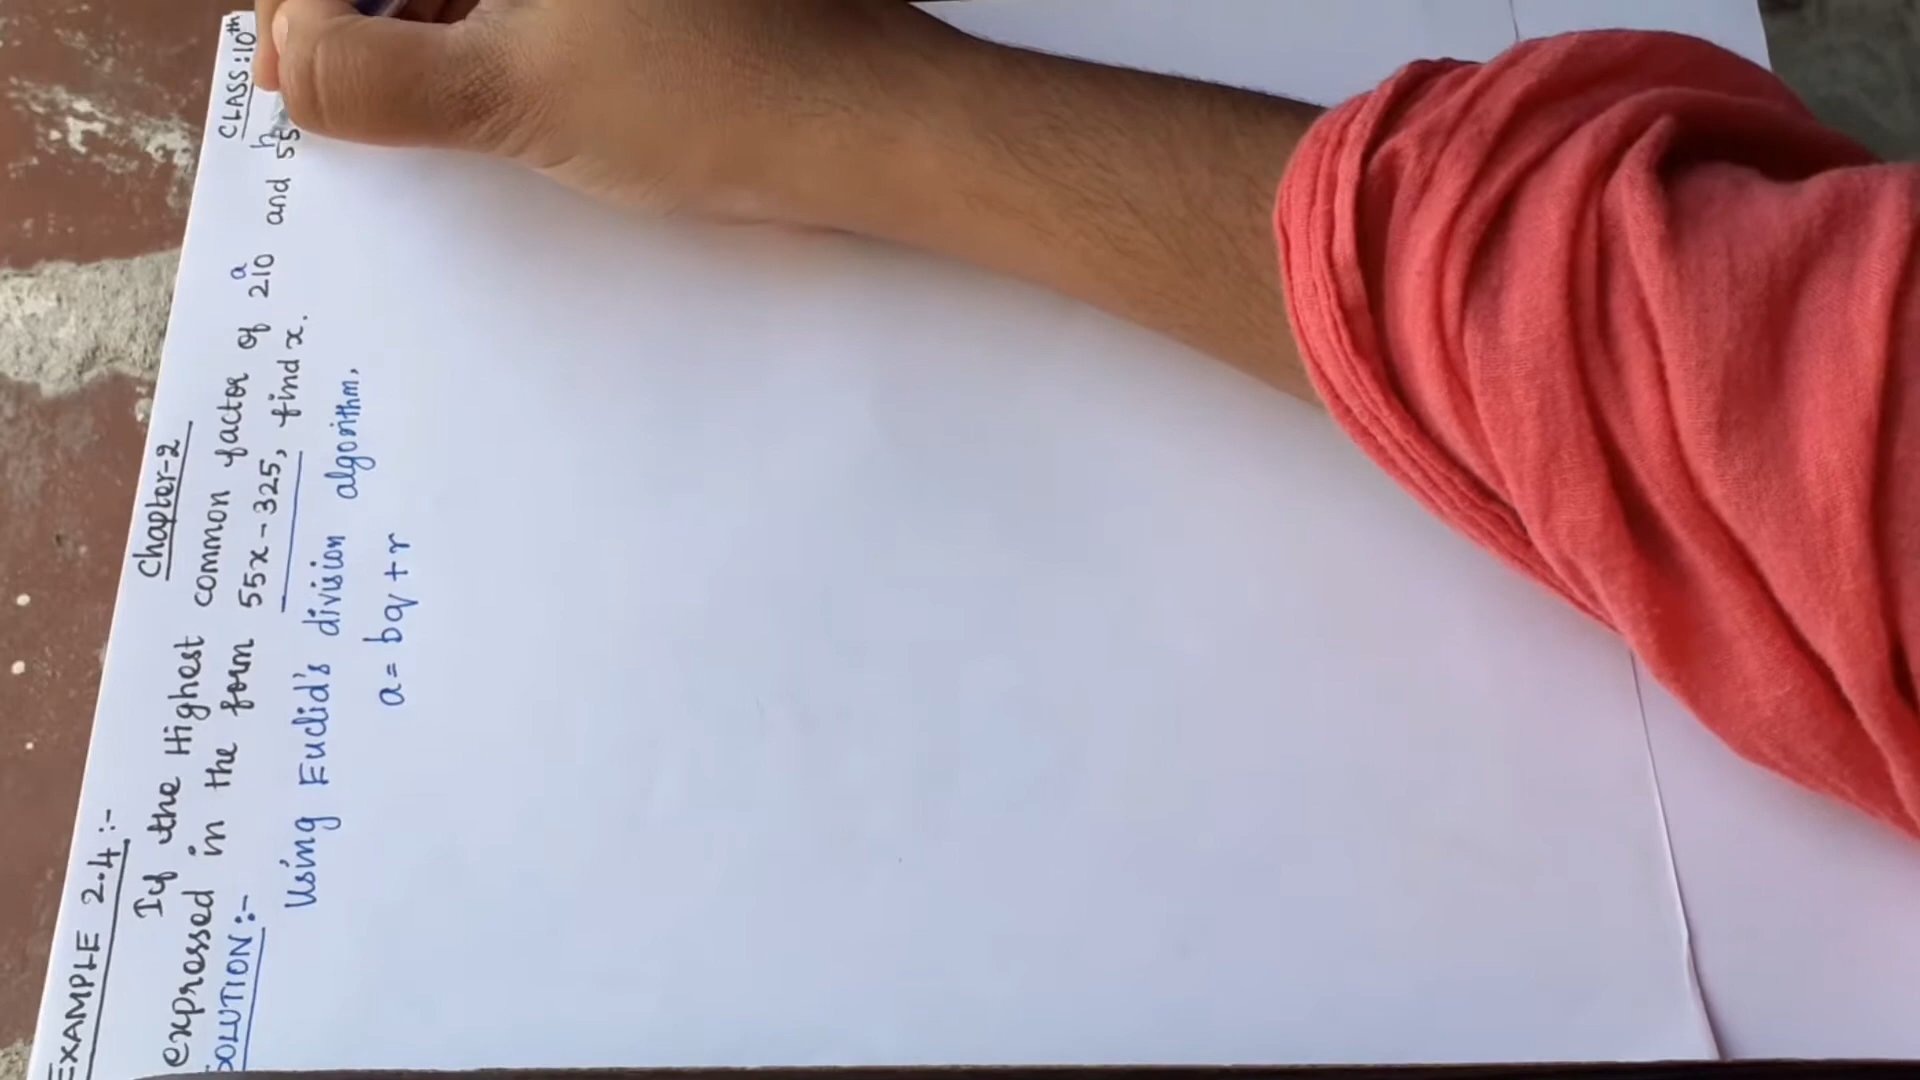 CLASS:10th
Chapter-2
EXAMPLE 2.4:-
If the Highest common factor of 210 and 55
expressed in the form 55x-325, find x.
SOLUTION:-
Using Euclid's division algorithm,
a = bq + r
a